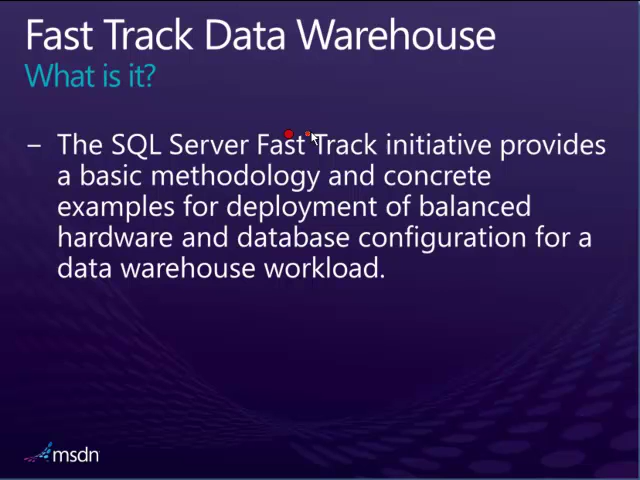 Fast Track Data Warehouse
What is it?
– The SQL Server Fast Track initiative provides
a basic methodology and concrete
examples for deployment of balanced
hardware and database configuration for a
data warehouse workload.
msdn